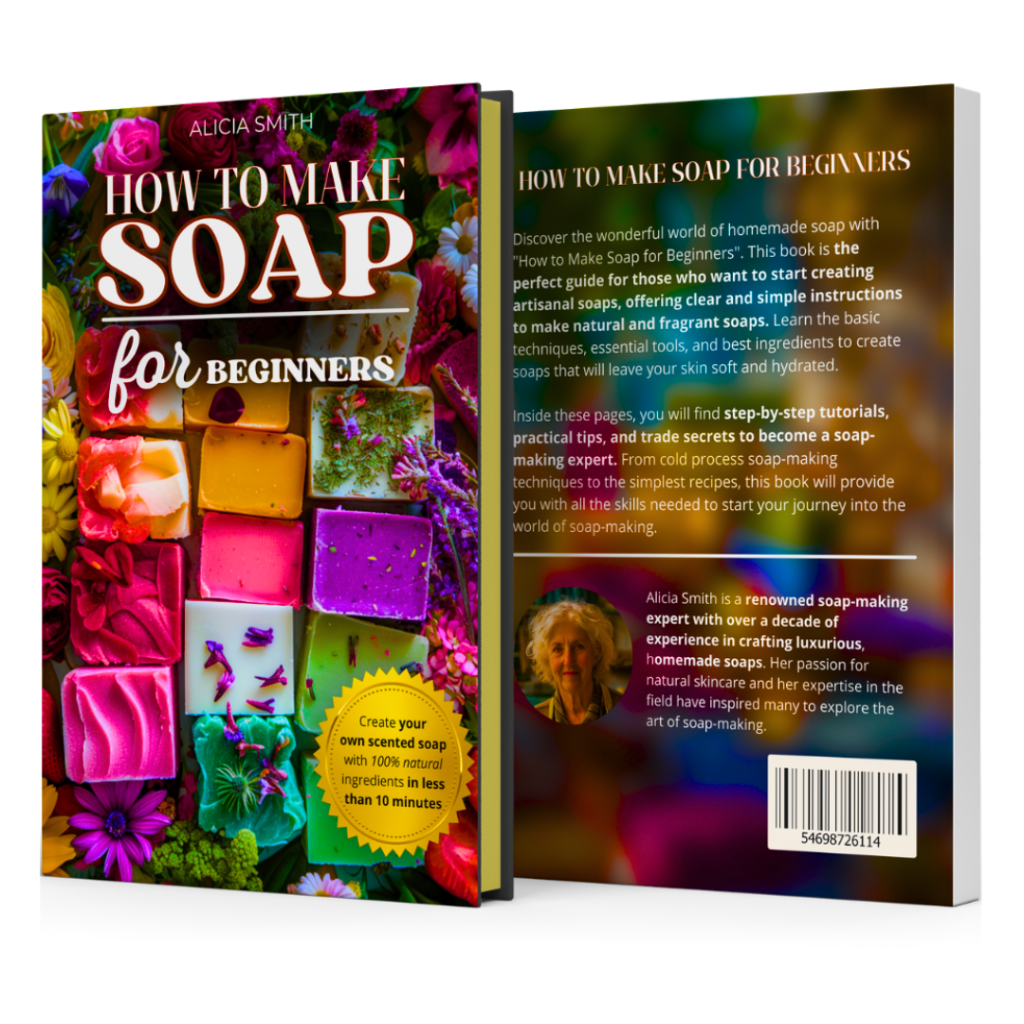 ALICIA SMITH
HOW TO MAKE
SOAP
for BEGINNERS
Create your
own scented soap
with 100% natural
ingredients in less
than 10 minutes
HOW TO MAKE SOAP FOR BEGINNERS
Discover the wonderful world of homemade soap with
"How to Make Soap for Beginners". This book is the
perfect guide for those who want to start creating
artisanal soaps, offering clear and simple instructions
to make natural and fragrant soaps. Learn the basic
techniques, essential tools, and best ingredients to create
soaps that will leave your skin soft and hydrated.
Inside these pages, you will find step-by-step tutorials,
practical tips, and trade secrets to become a soap-
making expert. From cold process soap-making
techniques to the simplest recipes, this book will provide
you with all the skills needed to start your journey into the
world of soap-making.
Alicia Smith is a renowned soap-making
expert with over a decade of
experience in crafting luxurious,
homemade soaps. Her passion for
natural skincare and her expertise in the
field have inspired many to explore the
art of soap-making.
54698726114